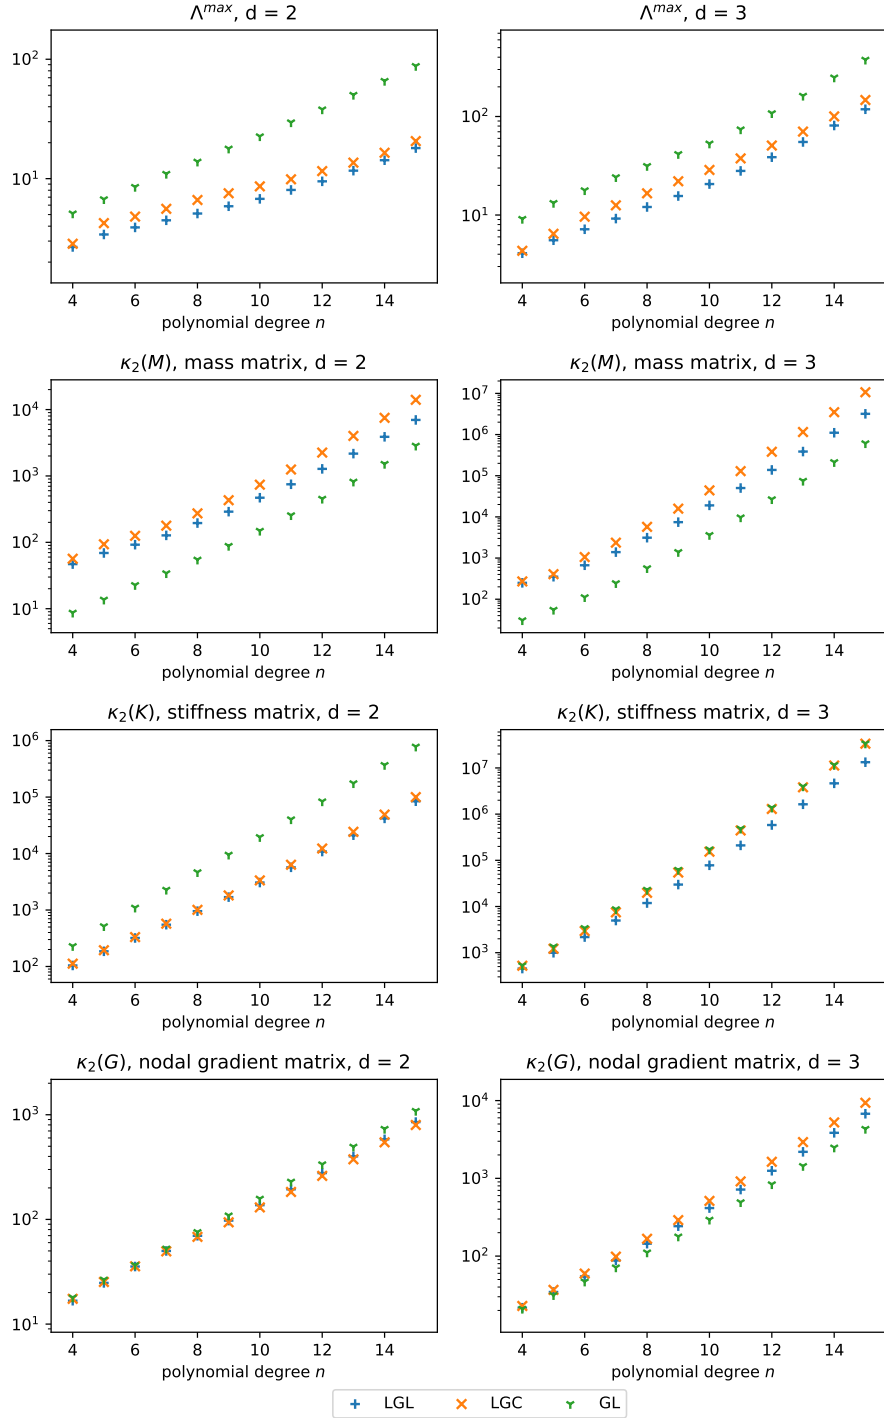 Λ^max, d = 2
10^2
10^1
4 6 8 10 12 14
polynomial degree n
Λ^max, d = 3
10^2
10^1
4 6 8 10 12 14
polynomial degree n
κ₂(M), mass matrix, d = 2
10^4
10^3
10^2
10^1
4 6 8 10 12 14
polynomial degree n
κ₂(M), mass matrix, d = 3
10^7
10^6
10^5
10^4
10^3
10^2
4 6 8 10 12 14
polynomial degree n
κ₂(K), stiffness matrix, d = 2
10^6
10^5
10^4
10^3
10^2
4 6 8 10 12 14
polynomial degree n
κ₂(K), stiffness matrix, d = 3
10^7
10^6
10^5
10^4
10^3
4 6 8 10 12 14
polynomial degree n
κ₂(G), nodal gradient matrix, d = 2
10^3
10^2
10^1
4 6 8 10 12 14
polynomial degree n
κ₂(G), nodal gradient matrix, d = 3
10^4
10^3
10^2
4 6 8 10 12 14
polynomial degree n
LGL LGC GL